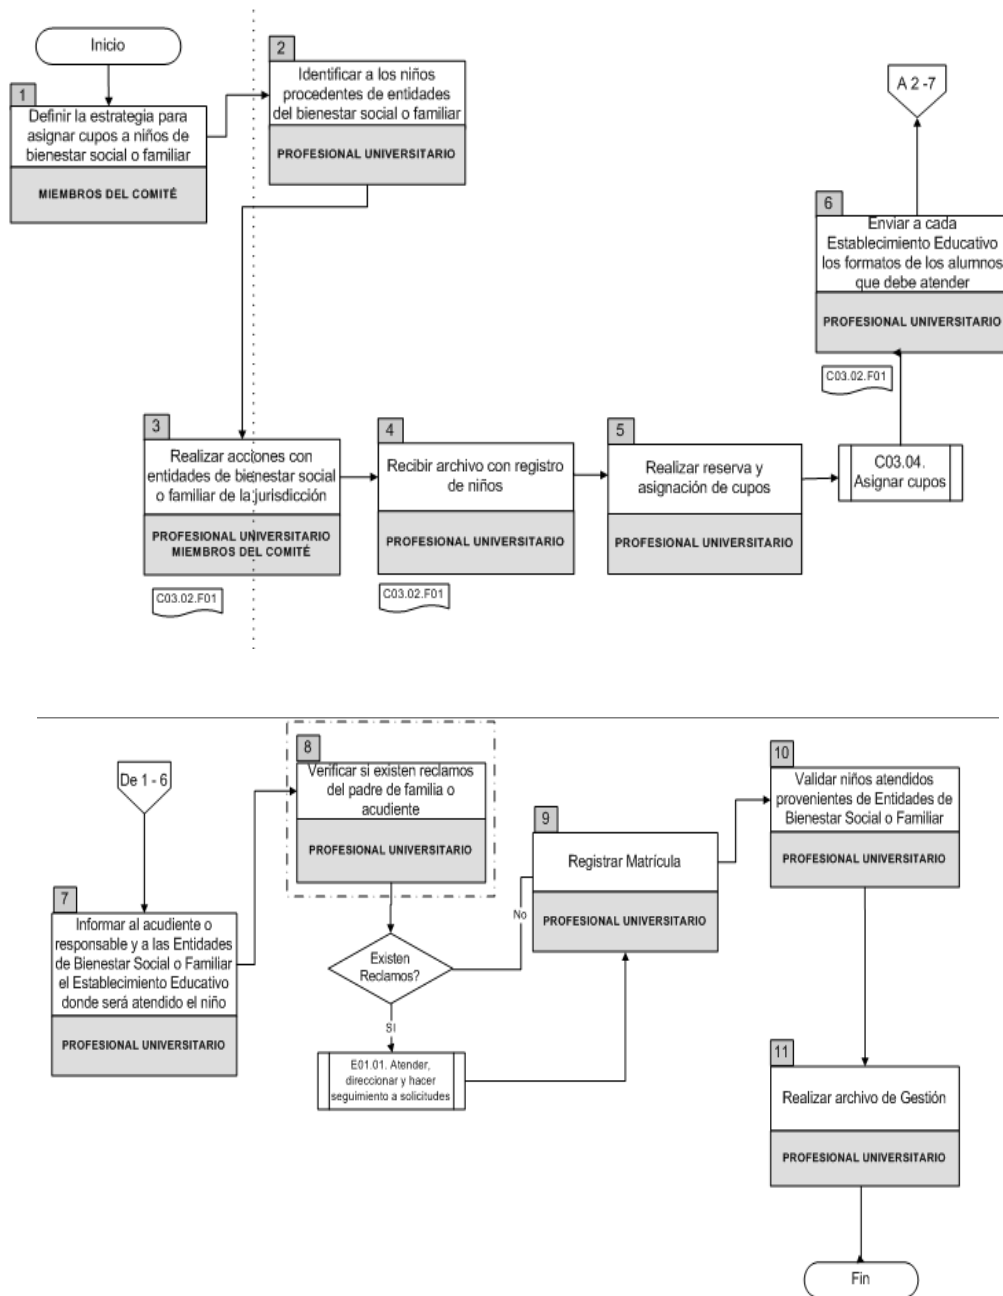 Inicio
1
Definir la estrategia para
asignar cupos a niños de
bienestar social o familiar
MIEMBROS DEL COMITÉ
2
Identificar a los niños
procedentes de entidades
del bienestar social o familiar
PROFESIONAL UNIVERSITARIO
3
Realizar acciones con
entidades de bienestar social
o familiar de la jurisdicción
PROFESIONAL UNIVERSITARIO
MIEMBROS DEL COMITÉ
C03.02.F01
4
Recibir archivo con registro
de niños
PROFESIONAL UNIVERSITARIO
C03.02.F01
5
Realizar reserva y
asignación de cupos
PROFESIONAL UNIVERSITARIO
C03.04.
Asignar cupos
6
Enviar a cada
Establecimiento Educativo
los formatos de los alumnos
que debe atender
PROFESIONAL UNIVERSITARIO
C03.02.F01
A 2 -7
De 1 - 6
7
Informar al acudiente o
responsable y a las Entidades
de Bienestar Social o Familiar
el Establecimiento Educativo
donde será atendido el niño
PROFESIONAL UNIVERSITARIO
8
Verificar si existen reclamos
del padre de familia o
acudiente
PROFESIONAL UNIVERSITARIO
Existen
Reclamos?
No
SI
E01.01. Atender,
direccionar y hacer
seguimiento a solicitudes
9
Registrar Matrícula
PROFESIONAL UNIVERSITARIO
10
Validar niños atendidos
provenientes de Entidades de
Bienestar Social o Familiar
PROFESIONAL UNIVERSITARIO
11
Realizar archivo de Gestión
PROFESIONAL UNIVERSITARIO
Fin